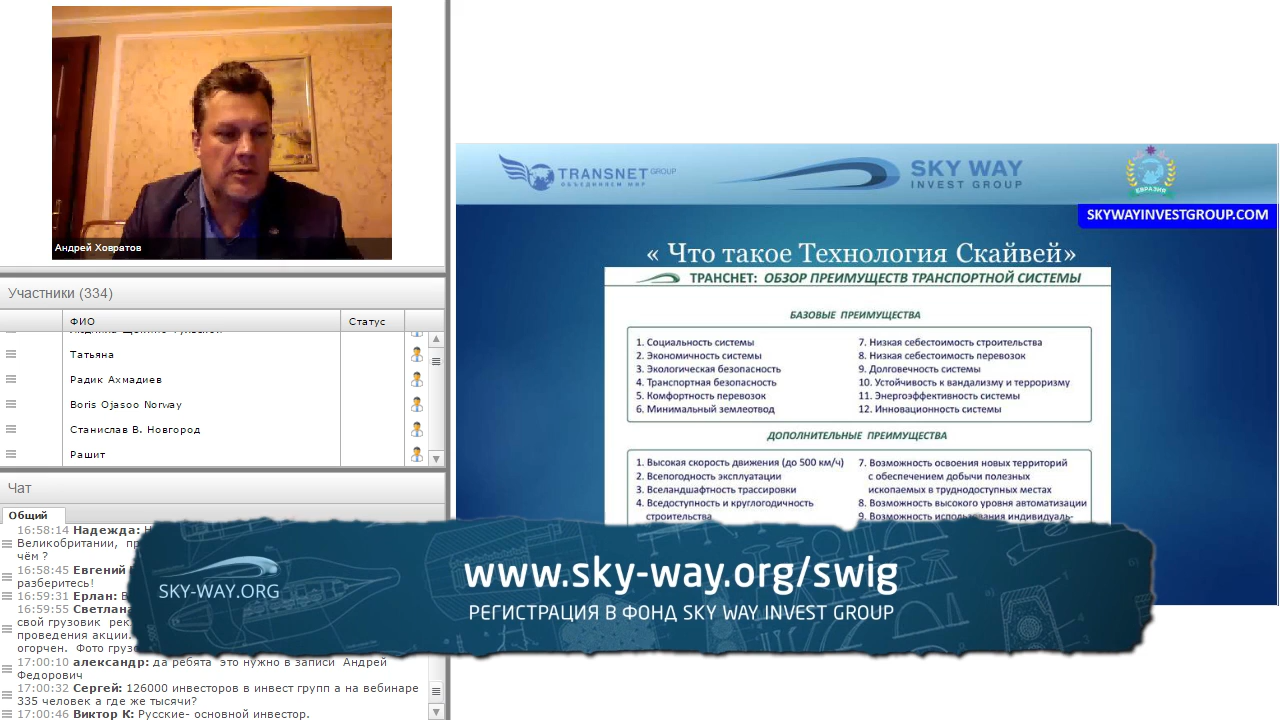 Андрей Ховратов
Участники (334)
ФИО
Статус
Татьяна
Радик Ахмадиев
Boris Ojasoo Norway
Станислав В. Новгород
Рашит
Чат
Общий
16:58:14 Надежда:
Великобритании,
чём ?
16:58:45 Евгений
разберитесь!
16:59:31 Ерлан:
16:59:55 Светлана
свой грузовик
проведения акции.
огорчен. Фото
17:00:10 александр: да ребята это нужно в записи Андрей
Федорович
17:00:32 Сергей: 126000 инвесторов в инвест групп а на вебинаре
335 человек а где же тысячи?
17:00:46 Виктор К: Русские- основной инвестор.
TRANSNET GROUP
ОБЪЕДИНЯЕМ МИР
SKY WAY
INVEST GROUP
ЕВРАЗИЯ
SKYWAYINVESTGROUP.COM
« Что такое Технология Скайвей»
ТРАНСНЕТ: ОБЗОР ПРЕИМУЩЕСТВ ТРАНСПОРТНОЙ СИСТЕМЫ
БАЗОВЫЕ ПРЕИМУЩЕСТВА
1. Социальность системы
2. Экономичность системы
3. Экологическая безопасность
4. Транспортная безопасность
5. Комфортность перевозок
6. Минимальный землеотвод
7. Низкая себестоимость строительства
8. Низкая себестоимость перевозок
9. Долговечность системы
10. Устойчивость к вандализму и терроризму
11. Энергоэффективность системы
12. Инновационность системы
ДОПОЛНИТЕЛЬНЫЕ ПРЕИМУЩЕСТВА
1. Высокая скорость движения (до 500 км/ч)
2. Всепогодность эксплуатации
3. Вселандшафтность трассировки
4. Вседоступность и круглогодичность
строительства
7. Возможность освоения новых территорий
с обеспечением добычи полезных
ископаемых в труднодоступных местах
8. Возможность высокого уровня автоматизации
9. Возможность использования индивидуаль-
SKY-WAY.ORG
www.sky-way.org/swig
РЕГИСТРАЦИЯ В ФОНД SKY WAY INVEST GROUP